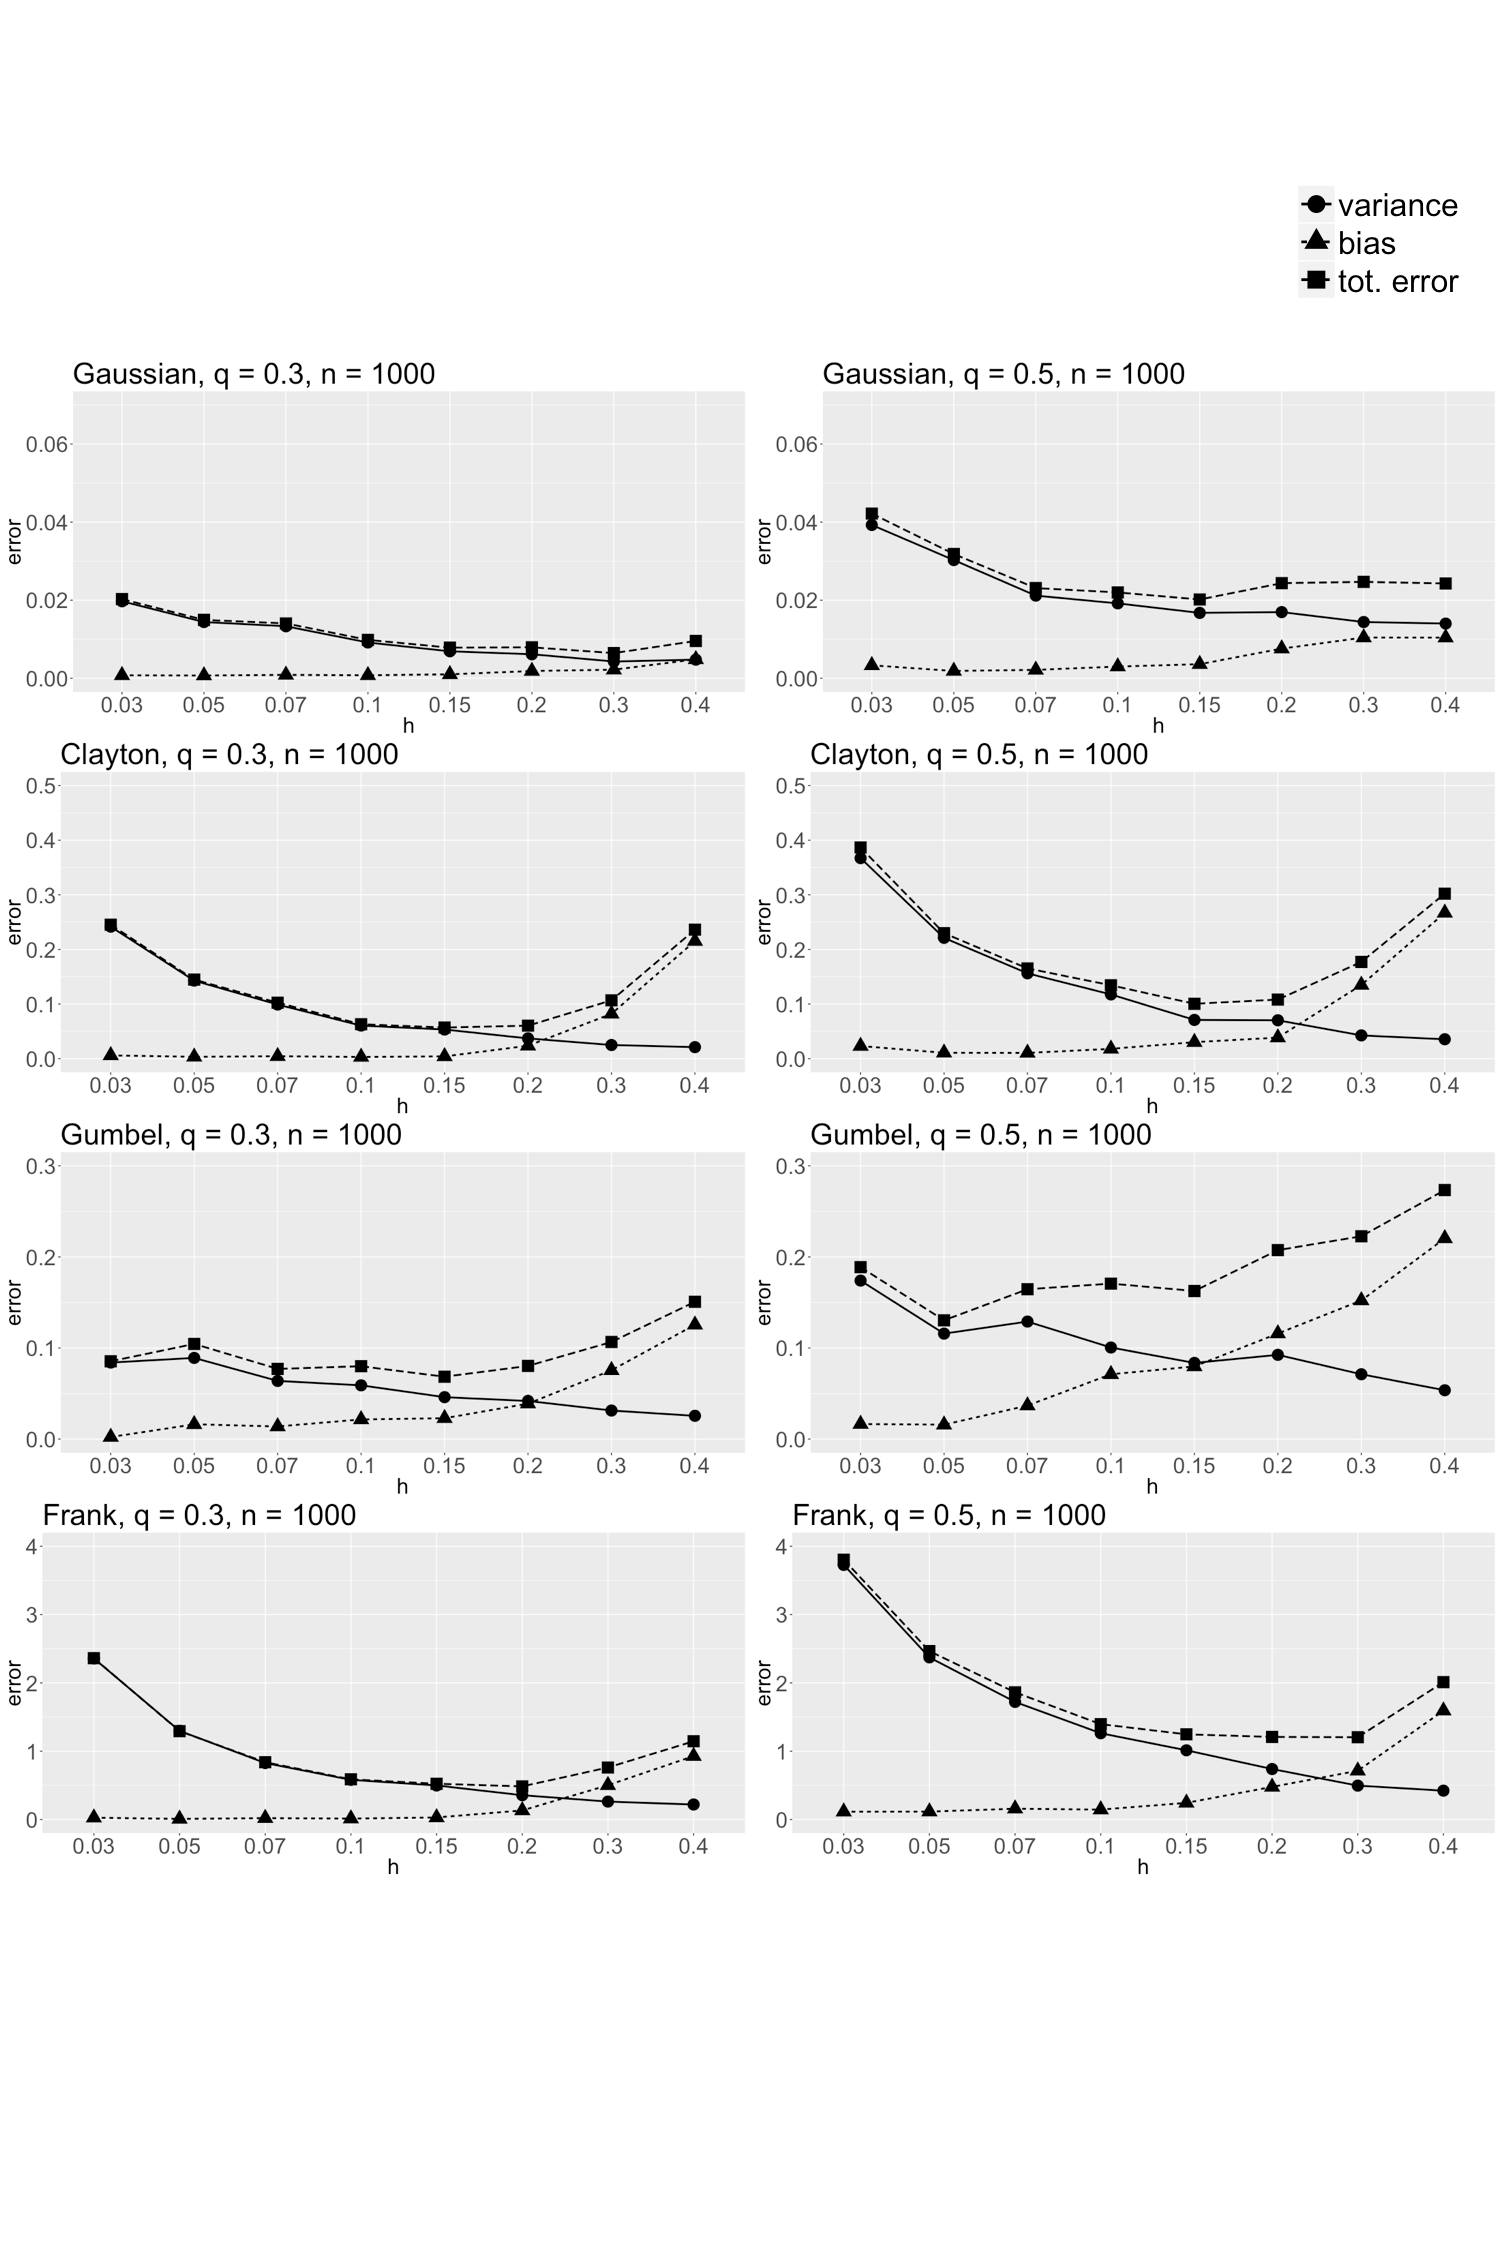 variance
bias
tot. error
Gaussian, q = 0.3, n = 1000
error
0.06
0.04
0.02
0.00
0.03 0.05 0.07 0.1 0.15 0.2 0.3 0.4
h
Gaussian, q = 0.5, n = 1000
error
0.06
0.04
0.02
0.00
0.03 0.05 0.07 0.1 0.15 0.2 0.3 0.4
h
Clayton, q = 0.3, n = 1000
error
0.5
0.4
0.3
0.2
0.1
0.0
0.03 0.05 0.07 0.1 0.15 0.2 0.3 0.4
h
Clayton, q = 0.5, n = 1000
error
0.5
0.4
0.3
0.2
0.1
0.0
0.03 0.05 0.07 0.1 0.15 0.2 0.3 0.4
h
Gumbel, q = 0.3, n = 1000
error
0.3
0.2
0.1
0.0
0.03 0.05 0.07 0.1 0.15 0.2 0.3 0.4
h
Gumbel, q = 0.5, n = 1000
error
0.3
0.2
0.1
0.0
0.03 0.05 0.07 0.1 0.15 0.2 0.3 0.4
h
Frank, q = 0.3, n = 1000
error
4
3
2
1
0
0.03 0.05 0.07 0.1 0.15 0.2 0.3 0.4
h
Frank, q = 0.5, n = 1000
error
4
3
2
1
0
0.03 0.05 0.07 0.1 0.15 0.2 0.3 0.4
h